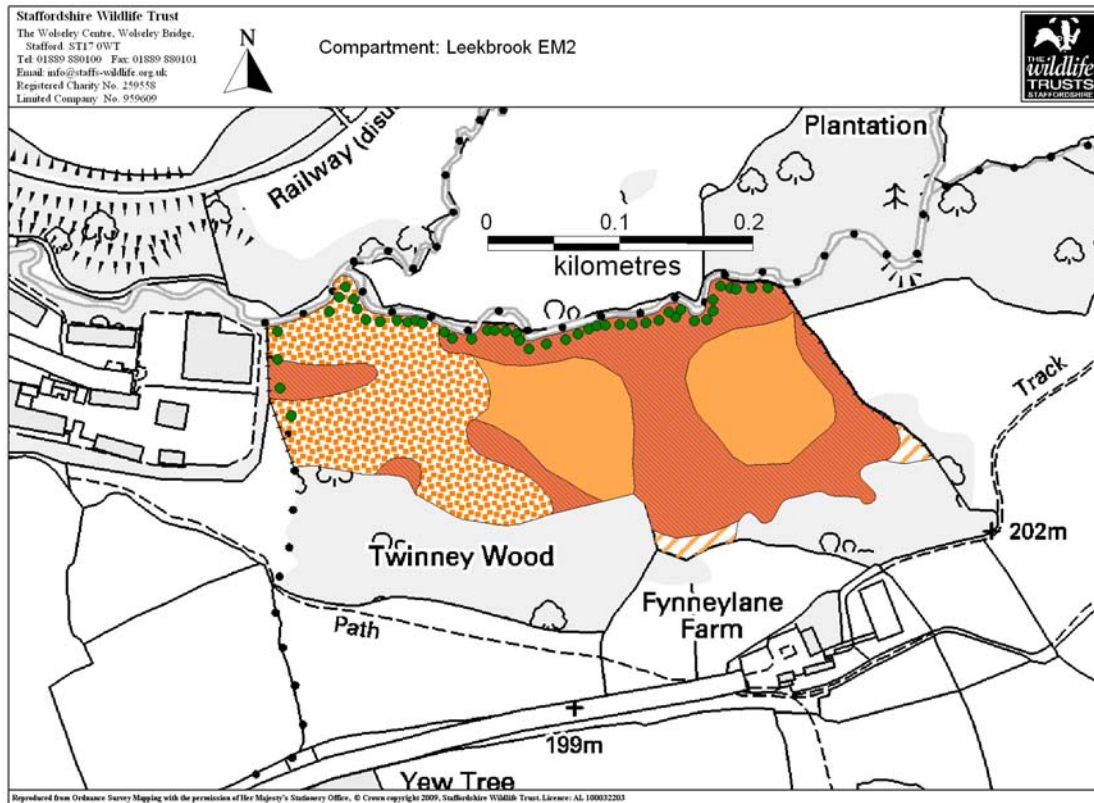 Staffordshire Wildlife Trust
The Wolseley Centre, Wolseley Bridge,
Stafford. ST17 0WT
Tel: 01889 880100 Fax: 01889 880101
Email: info@staffs-wildlife.org.uk
Registered Charity No. 259558
Limited Company No. 959609
N
Compartment: Leekbrook EM2
THE
wildlife
TRUSTS
STAFFORDSHIRE
Railway (disu
Plantation
0 0.1 0.2
kilometres
Track
202m
Twinney Wood
Fynneylane
Farm
Path
199m
Yew Tree
Reproduced from Ordnance Survey Mapping with the permission of Her Majesty's Stationery Office, © Crown copyright 2009, Staffordshire Wildlife Trust. Licence: AL 100032203